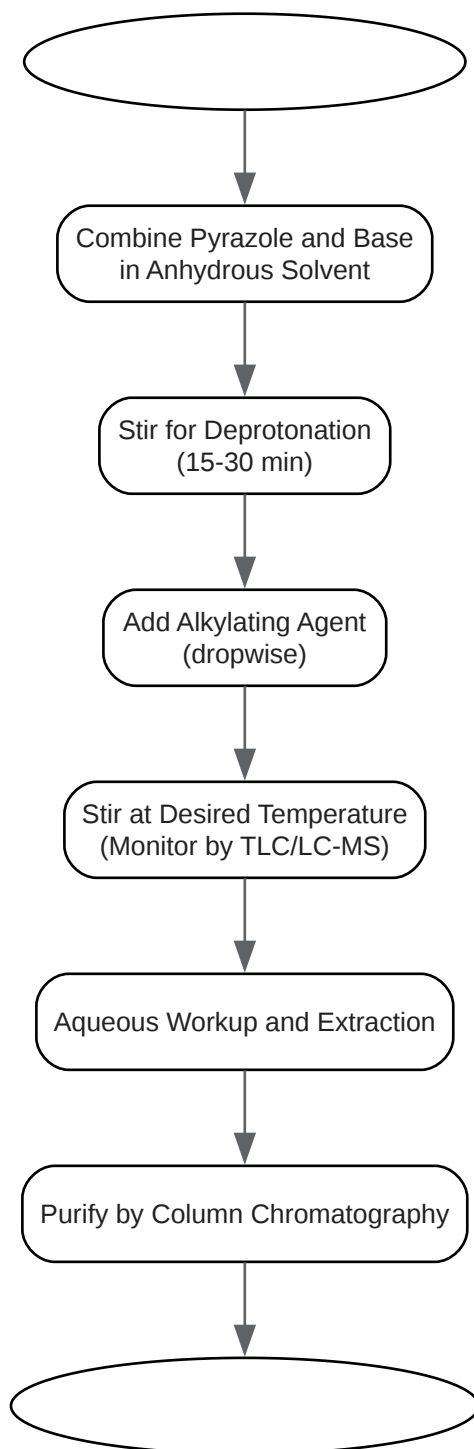 Combine Pyrazole and Base
in Anhydrous Solvent
Stir for Deprotonation
(15-30 min)
Add Alkylating Agent
(dropwise)
Stir at Desired Temperature
(Monitor by TLC/LC-MS)
Aqueous Workup and Extraction
Purify by Column Chromatography